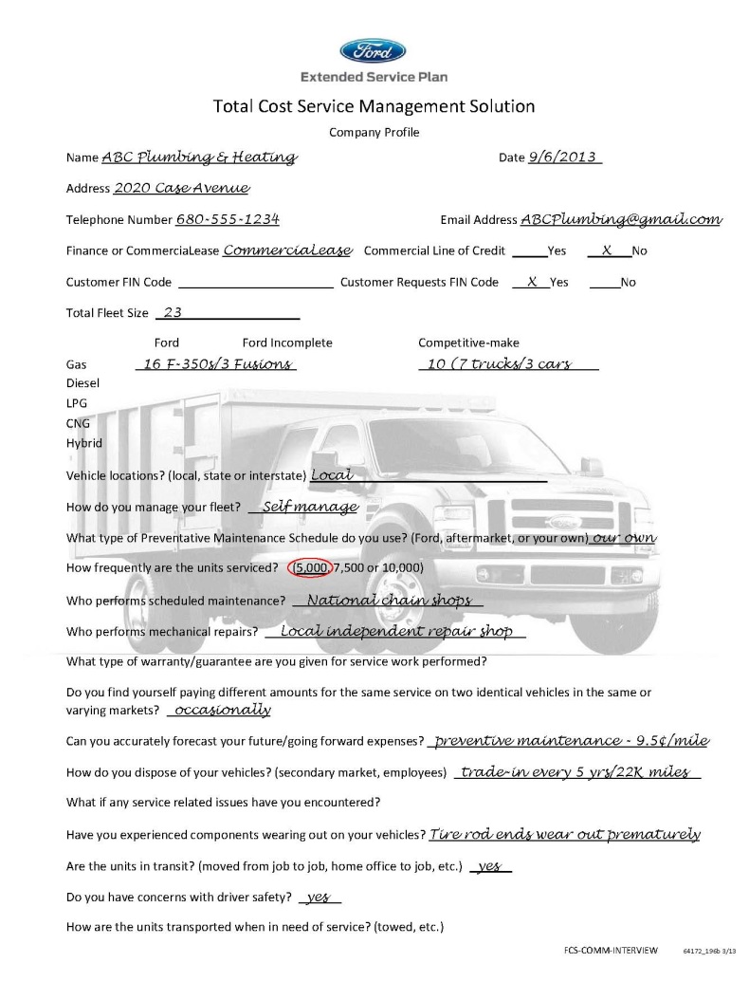 Ford
Extended Service Plan
Total Cost Service Management Solution
Company Profile
Name ABC Plumbing & Heating Date 9/6/2013
Address 2020 Case Avenue
Telephone Number 680-555-1234 Email Address ABCPlumbing@gmail.com
Finance or CommerciaLease CommerciaLease Commercial Line of Credit _____Yes __X__No
Customer FIN Code ______________________ Customer Requests FIN Code __X__Yes _____No
Total Fleet Size 23
Ford Ford Incomplete Competitive-make
Gas 16 F-350s/3 Fusions 10 (7 trucks/3 cars
Diesel
LPG
CNG
Hybrid
Vehicle locations? (local, state or interstate) Local
How do you manage your fleet? Self manage
What type of Preventative Maintenance Schedule do you use? (Ford, aftermarket, or your own) our own
How frequently are the units serviced? (5,000, 7,500 or 10,000)
Who performs scheduled maintenance? National chain shops
Who performs mechanical repairs? Local independent repair shop
What type of warranty/guarantee are you given for service work performed?
Do you find yourself paying different amounts for the same service on two identical vehicles in the same or
varying markets? occasionally
Can you accurately forecast your future/going forward expenses? preventive maintenance - 9.5¢/mile
How do you dispose of your vehicles? (secondary market, employees) trade-in every 5 yrs/22K miles
What if any service related issues have you encountered?
Have you experienced components wearing out on your vehicles? Tire rod ends wear out prematurely
Are the units in transit? (moved from job to job, home office to job, etc.) yes
Do you have concerns with driver safety? yes
How are the units transported when in need of service? (towed, etc.)
FCS-COMM-INTERVIEW 64172_196b 3/13